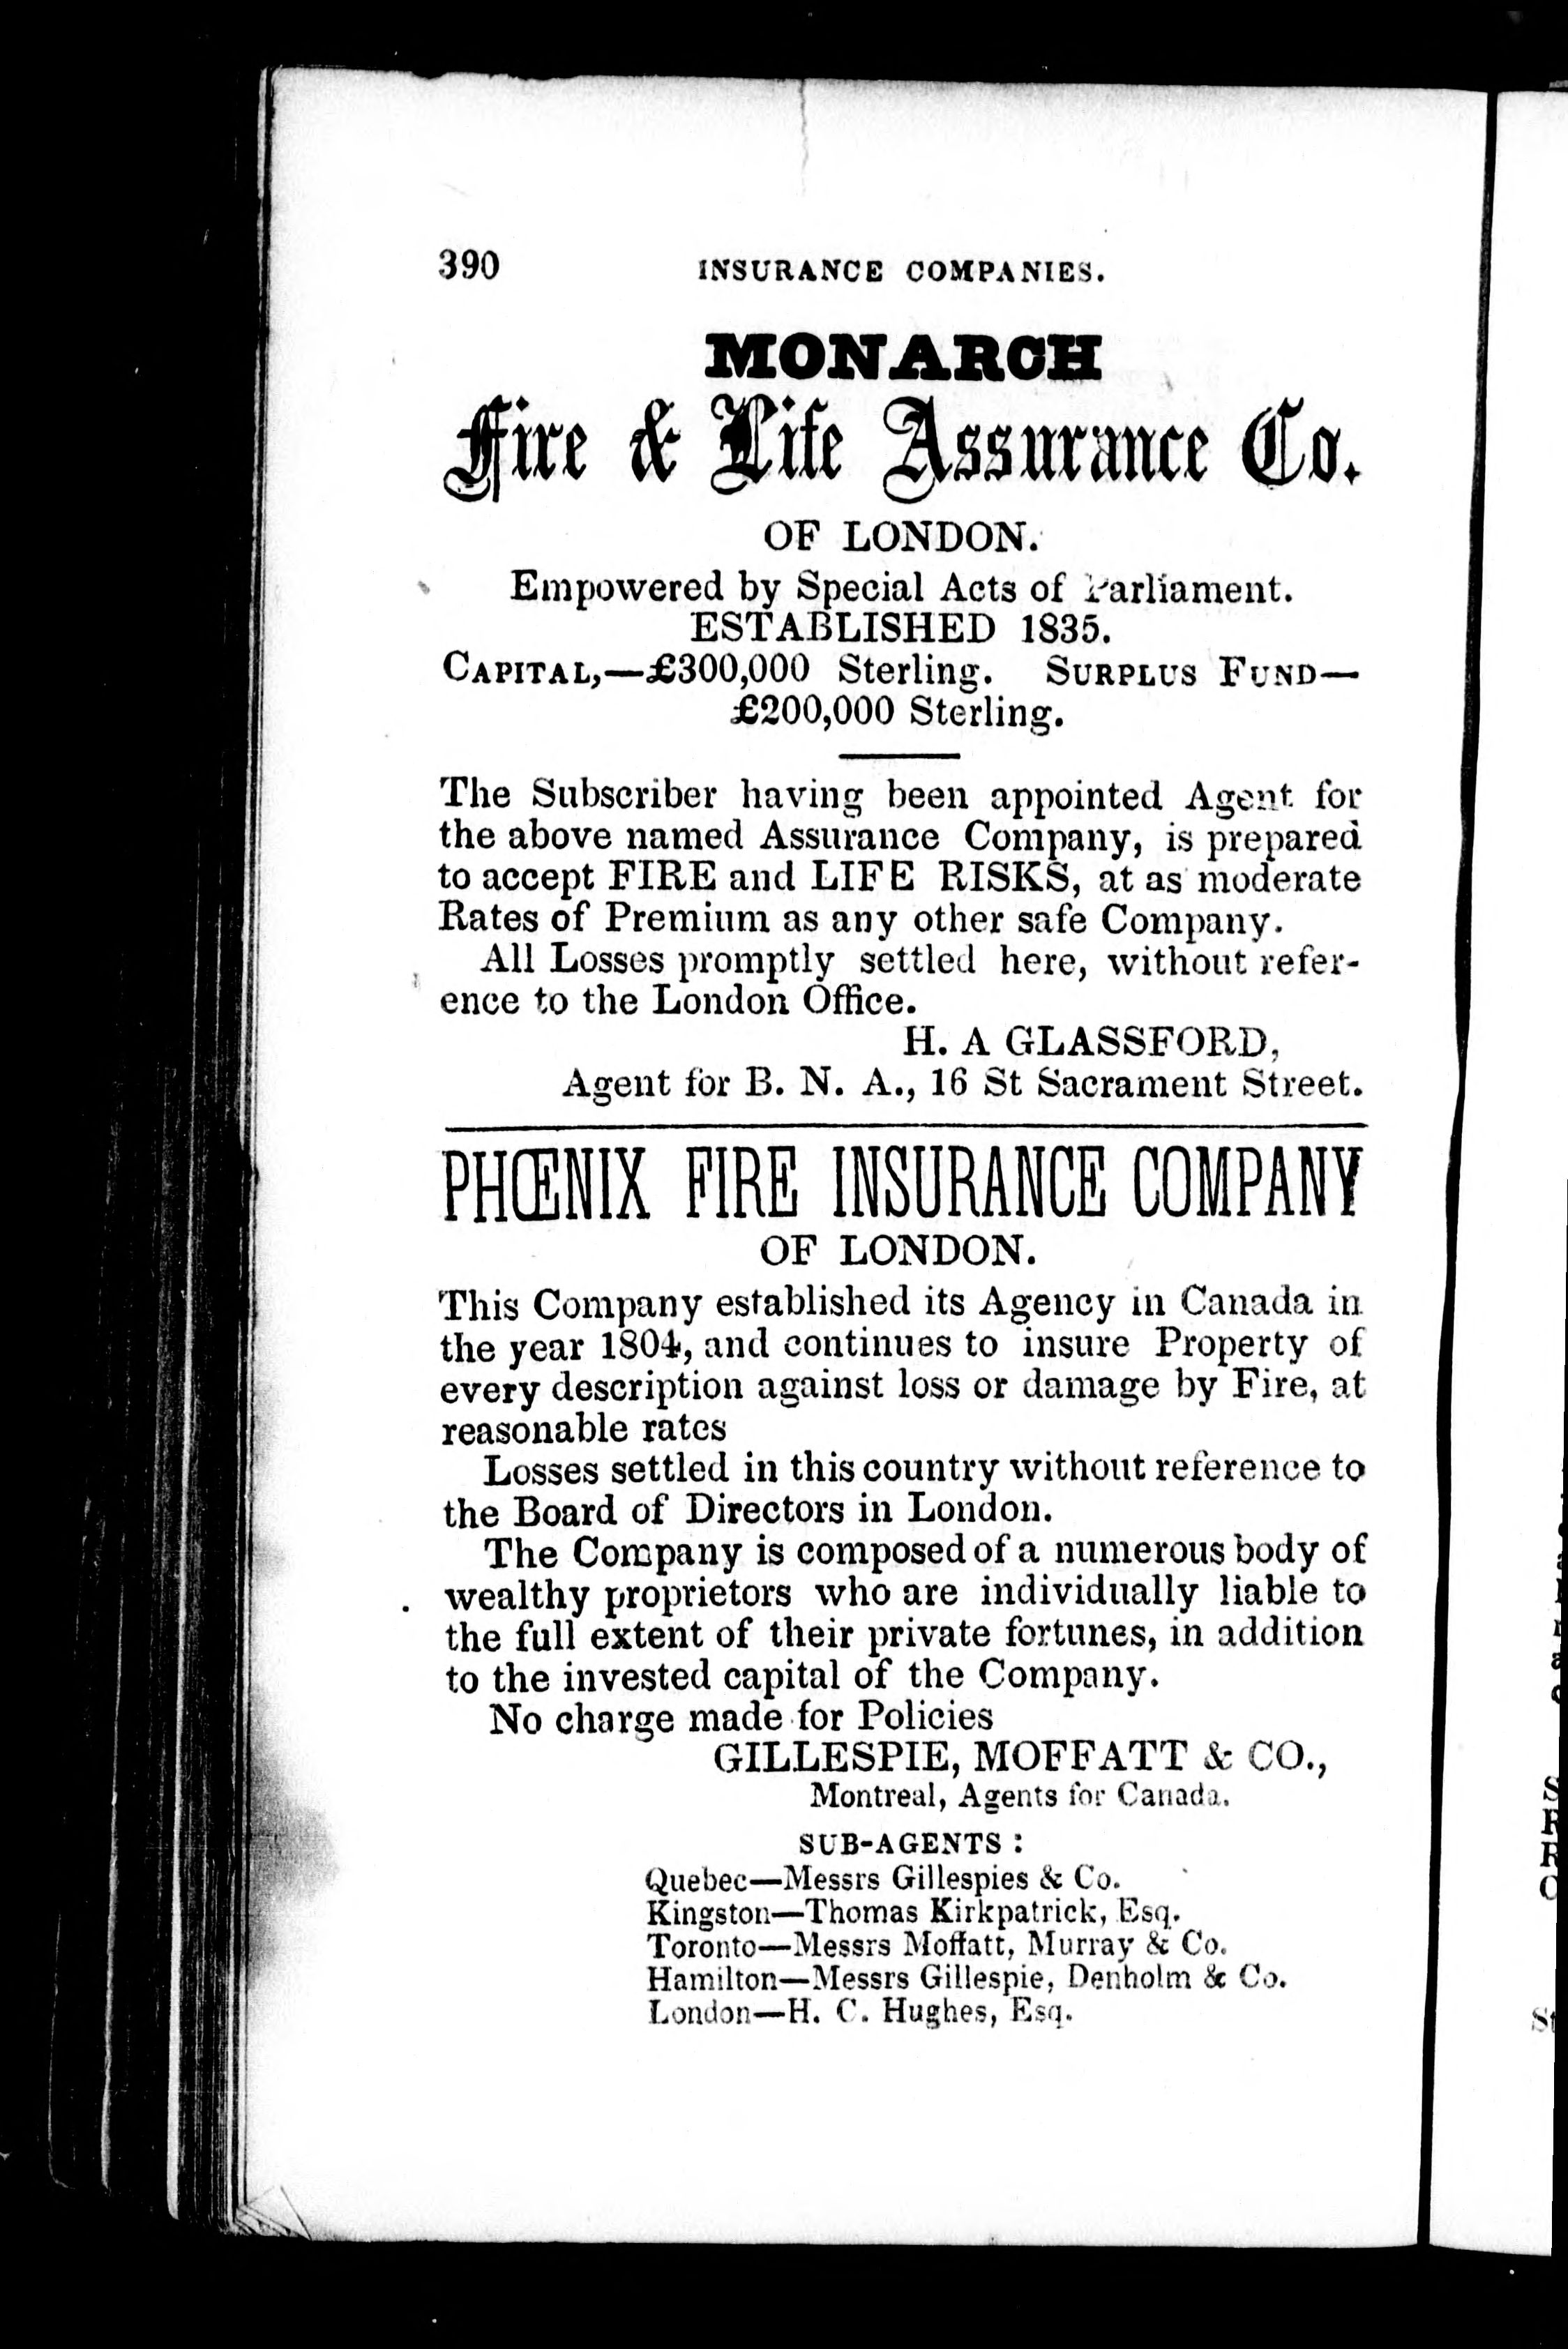 390 INSURANCE COMPANIES.
MONARCH
Fire & Life Assurance Co.
OF LONDON.
Empowered by Special Acts of Parliament.
ESTABLISHED 1835.
CAPITAL,—£300,000 Sterling. SURPLUS FUND—
£200,000 Sterling.
The Subscriber having been appointed Agent for
the above named Assurance Company, is prepared
to accept FIRE and LIFE RISKS, at as moderate
Rates of Premium as any other safe Company.
All Losses promptly settled here, without refer-
ence to the London Office.
H. A GLASSFORD,
Agent for B. N. A., 16 St Sacrament Street.
PHŒNIX FIRE INSURANCE COMPANY
OF LONDON.
This Company established its Agency in Canada in
the year 1804, and continues to insure Property of
every description against loss or damage by Fire, at
reasonable rates
Losses settled in this country without reference to
the Board of Directors in London.
The Company is composed of a numerous body of
wealthy proprietors who are individually liable to
the full extent of their private fortunes, in addition
to the invested capital of the Company.
No charge made for Policies
GILLESPIE, MOFFATT & CO.,
Montreal, Agents for Canada.
SUB-AGENTS :
Quebec—Messrs Gillespies & Co.
Kingston—Thomas Kirkpatrick, Esq.
Toronto—Messrs Moffatt, Murray & Co.
Hamilton—Messrs Gillespie, Denholm & Co.
London—H. C. Hughes, Esq.